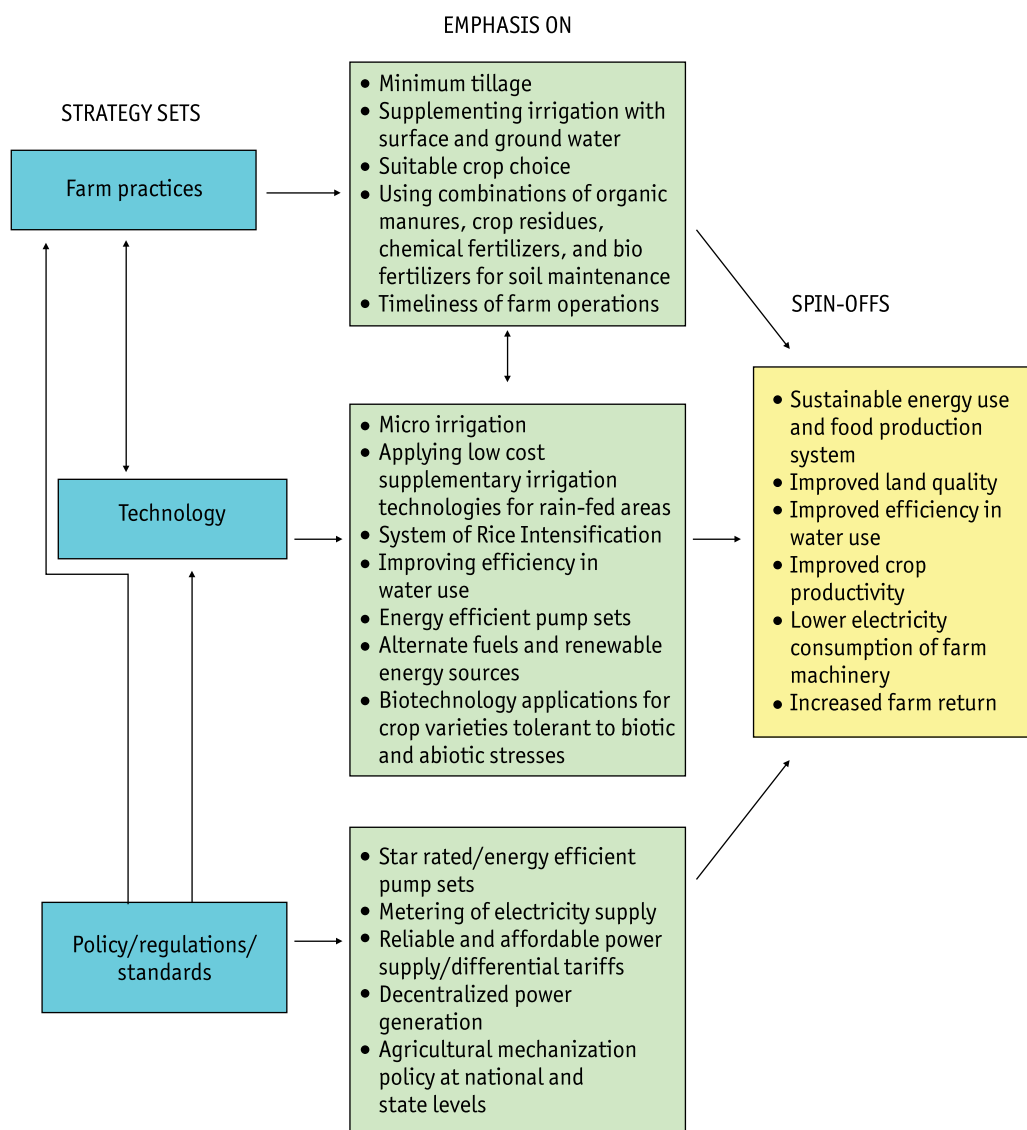 EMPHASIS ON
STRATEGY SETS
Farm practices
• Minimum tillage
• Supplementing irrigation with
surface and ground water
• Suitable crop choice
• Using combinations of organic
manures, crop residues,
chemical fertilizers, and bio
fertilizers for soil maintenance
• Timeliness of farm operations
Technology
• Micro irrigation
• Applying low cost
supplementary irrigation
technologies for rain-fed areas
• System of Rice Intensification
• Improving efficiency in
water use
• Energy efficient pump sets
• Alternate fuels and renewable
energy sources
• Biotechnology applications for
crop varieties tolerant to biotic
and abiotic stresses
Policy/regulations/
standards
• Star rated/energy efficient
pump sets
• Metering of electricity supply
• Reliable and affordable power
supply/differential tariffs
• Decentralized power
generation
• Agricultural mechanization
policy at national and
state levels
SPIN-OFFS
• Sustainable energy use
and food production
system
• Improved land quality
• Improved efficiency in
water use
• Improved crop
productivity
• Lower electricity
consumption of farm
machinery
• Increased farm return